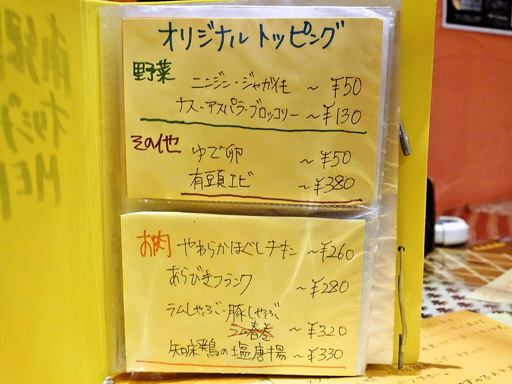 オリジナルトッピング
野菜
ニンジン・ジャガイモ ～ ¥50
ナス・アスパラ・ブロッコリー ～ ¥130
その他
ゆで卵 ～¥50
有頭エビ ～¥380
お肉 やわらかほぐしチキン ～¥260
あらびきフランク ～¥280
ラムしゃぶ・豚しゃぶ
～¥320
知床鶏の塩唐揚 ～¥330